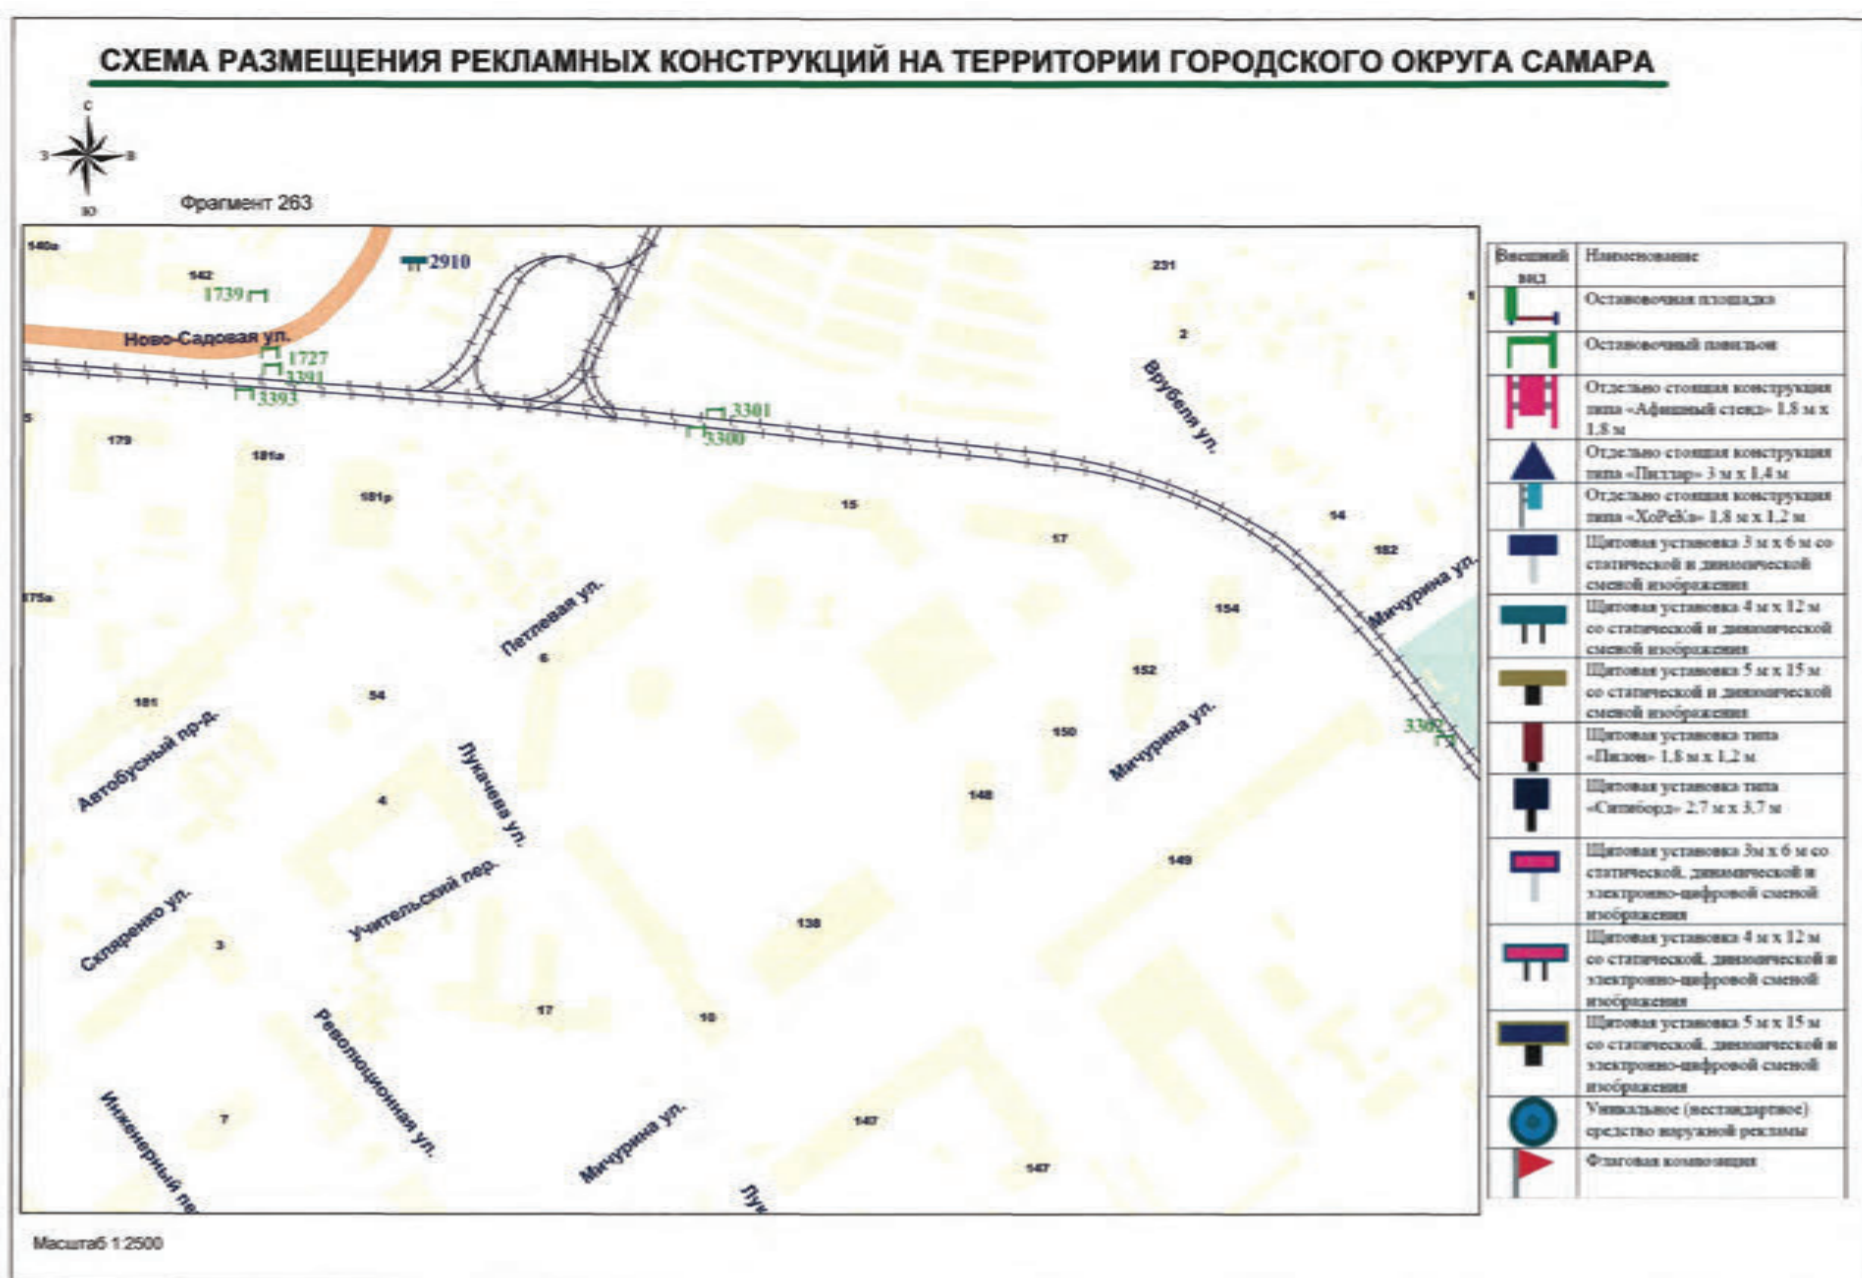 СХЕМА РАЗМЕЩЕНИЯ РЕКЛАМНЫХ КОНСТРУКЦИЙ НА ТЕРРИТОРИИ ГОРОДСКОГО ОКРУГА САМАРА
С
З В
Ю
Фрагмент 263
140а
142
1739
2910
Ново-Садовая ул.
1727
3391
3393
3301
3300
231
2
Врубеля ул.
5
179
181а
181р
15
17
14
182
Мичурина ул.
175а
Петлевая ул.
6
154
152
181
54
150
Мичурина ул.
Автобусный пр-д.
Лукачева ул.
4
148
149
Учительский пер.
Скляренко ул.
3
138
17
10
Революционная ул.
Инженерный пе
7
Мичурина ул.
147
147
Лук
Масштаб 1:2500
Внешний вид Наименование
Остановочная площадка
Остановочный павильон
Отдельно стоящая конструкция
типа «Афишный стенд» 1,8 м х
1,8 м
Отдельно стоящая конструкция
типа «Пиллар» 3 м х 1,4 м
Отдельно стоящая конструкция
типа «ХоРеКа» 1,8 м х 1,2 м
Щитовая установка 3 м х 6 м со
статической и динамической
сменой изображения
Щитовая установка 4 м х 12 м
со статической и динамической
сменой изображения
Щитовая установка 5 м х 15 м
со статической и динамической
сменой изображения
Щитовая установка типа
«Пилон» 1,8 м х 1,2 м
Щитовая установка типа
«Ситиборд» 2,7 м х 3,7 м
Щитовая установка 3м х 6 м со
статической, динамической и
электронно-цифровой сменой
изображения
Щитовая установка 4 м х 12 м
со статической, динамической и
электронно-цифровой сменой
изображения
Щитовая установка 5 м х 15 м
со статической, динамической и
электронно-цифровой сменой
изображения
Уникальное (нестандартное)
средство наружной рекламы
Флаговая композиция